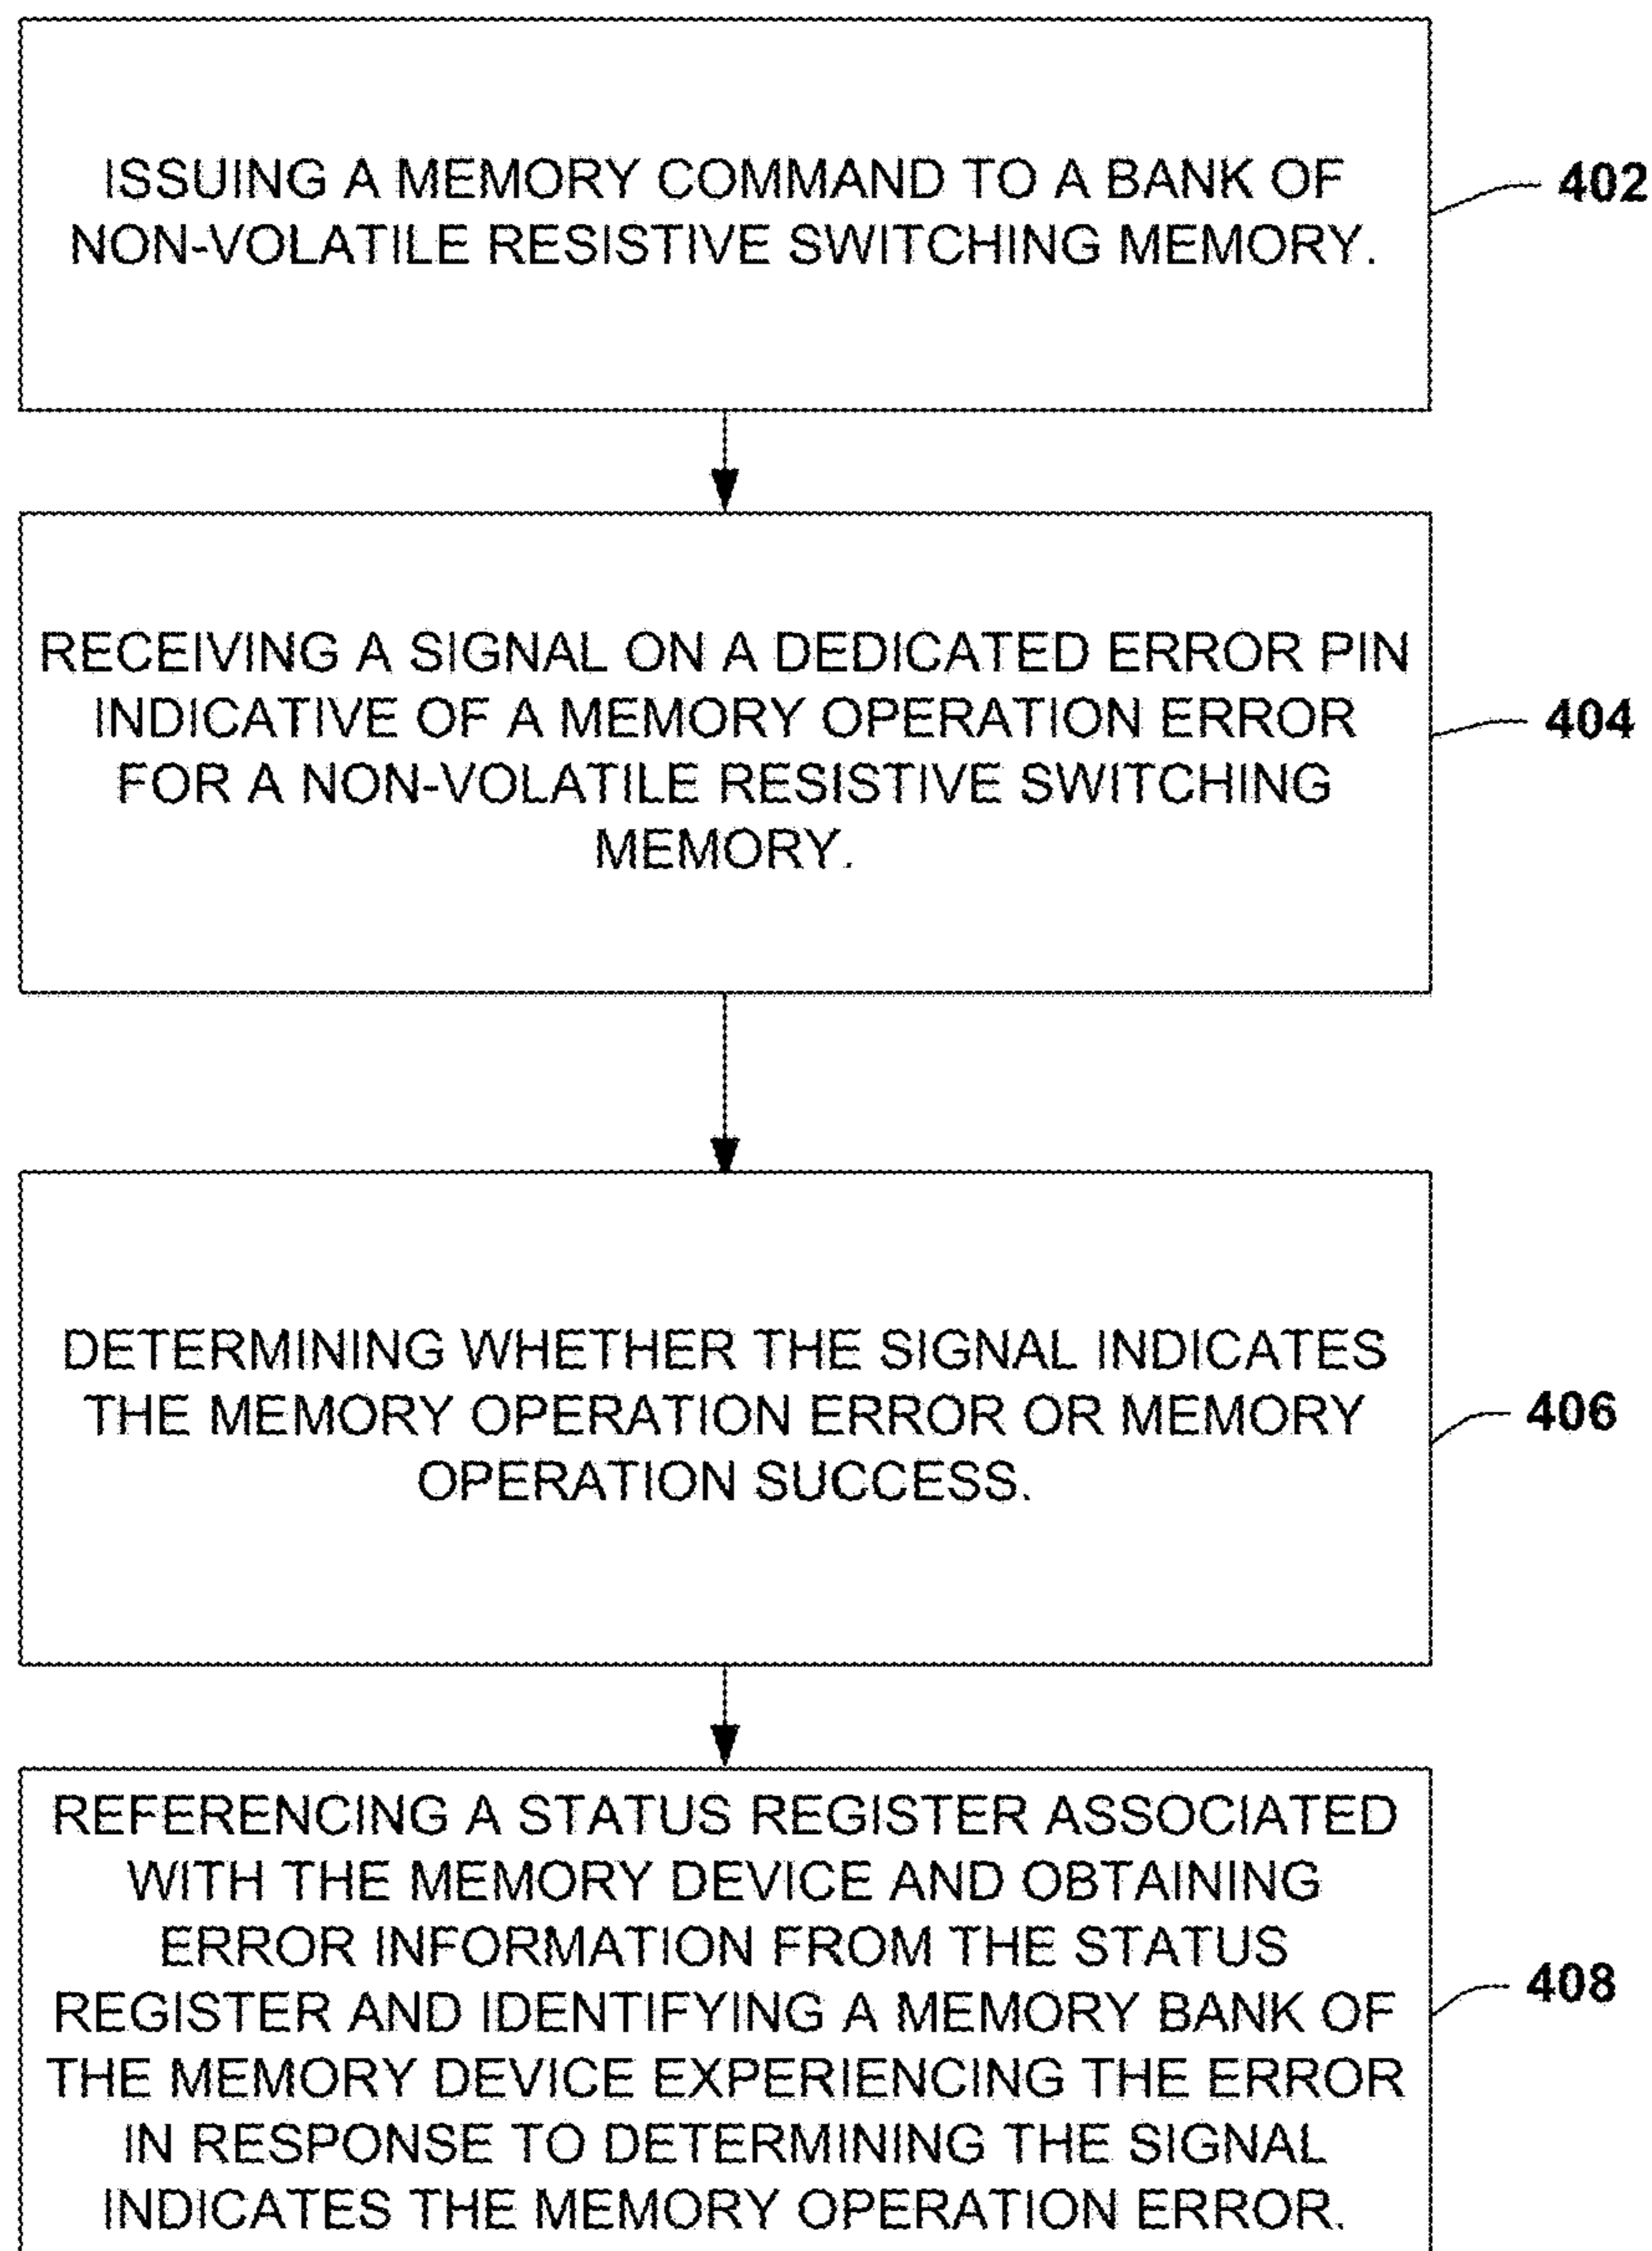 ISSUING A MEMORY COMMAND TO A BANK OF
NON-VOLATILE RESISTIVE SWITCHING MEMORY.
402
RECEIVING A SIGNAL ON A DEDICATED ERROR PIN
INDICATIVE OF A MEMORY OPERATION ERROR
FOR A NON-VOLATILE RESISTIVE SWITCHING
MEMORY.
404
DETERMINING WHETHER THE SIGNAL INDICATES
THE MEMORY OPERATION ERROR OR MEMORY
OPERATION SUCCESS.
406
REFERENCING A STATUS REGISTER ASSOCIATED
WITH THE MEMORY DEVICE AND OBTAINING
ERROR INFORMATION FROM THE STATUS
REGISTER AND IDENTIFYING A MEMORY BANK OF
THE MEMORY DEVICE EXPERIENCING THE ERROR
IN RESPONSE TO DETERMINING THE SIGNAL
INDICATES THE MEMORY OPERATION ERROR.
408